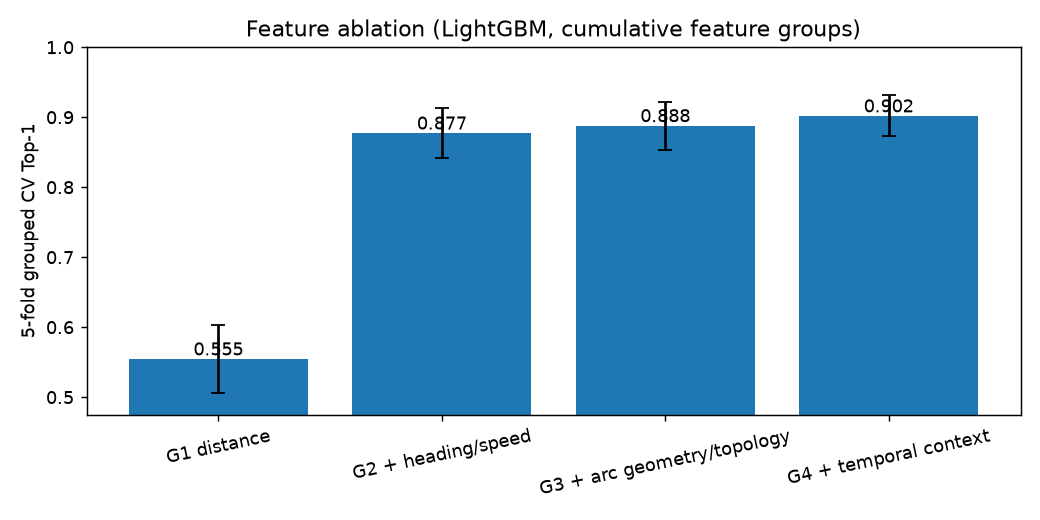 Feature ablation (LightGBM, cumulative feature groups)
5-fold grouped CV Top-1
1.0
0.9
0.8
0.7
0.6
0.5
0.555
0.877
0.888
0.902
G1 distance
G2 + heading/speed
G3 + arc geometry/topology
G4 + temporal context